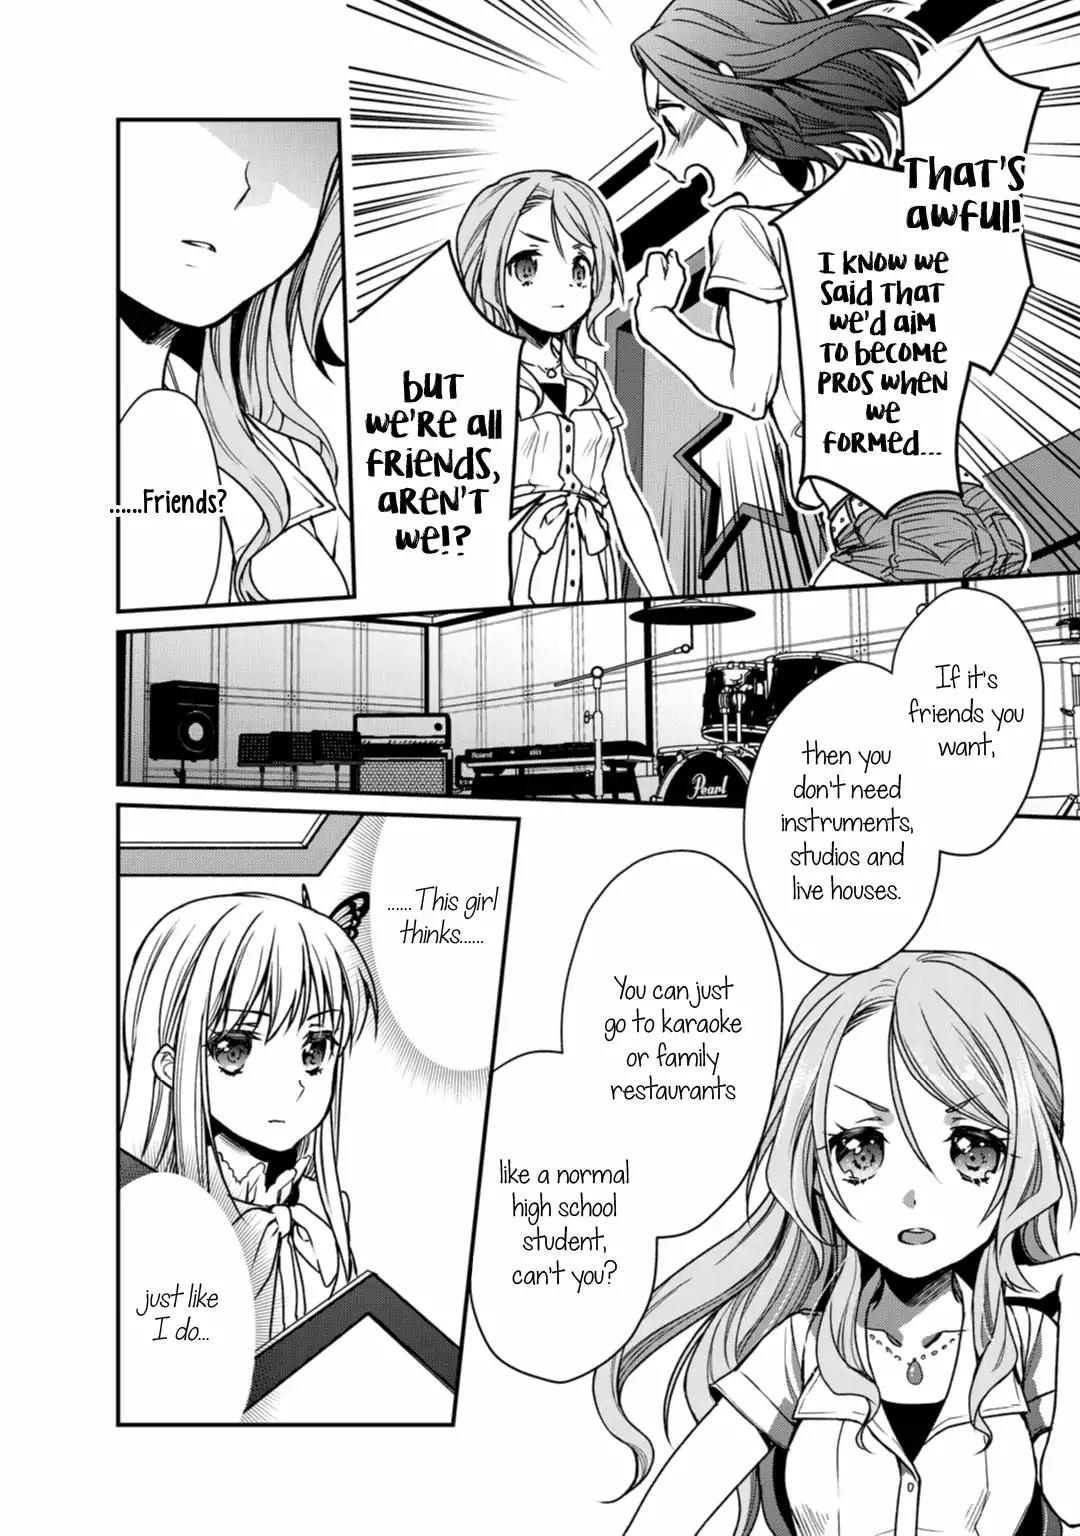 THAT'S
AWFUL!
I KNOW WE
SAID THAT
WE'D AIM
TO BECOME
PROS WHEN
WE
FORMED...
BUT
WE'RE ALL
FRIENDS,
AREN'T
WE!?
......Friends?
If it's
friends you
want,
then you
don't need
instruments,
studios and
live houses.
Roland
Pearl
You can just
go to karaoke
or family
restaurants
like a normal
high school
student,
can't you?
......This girl
thinks......
just like
I do...